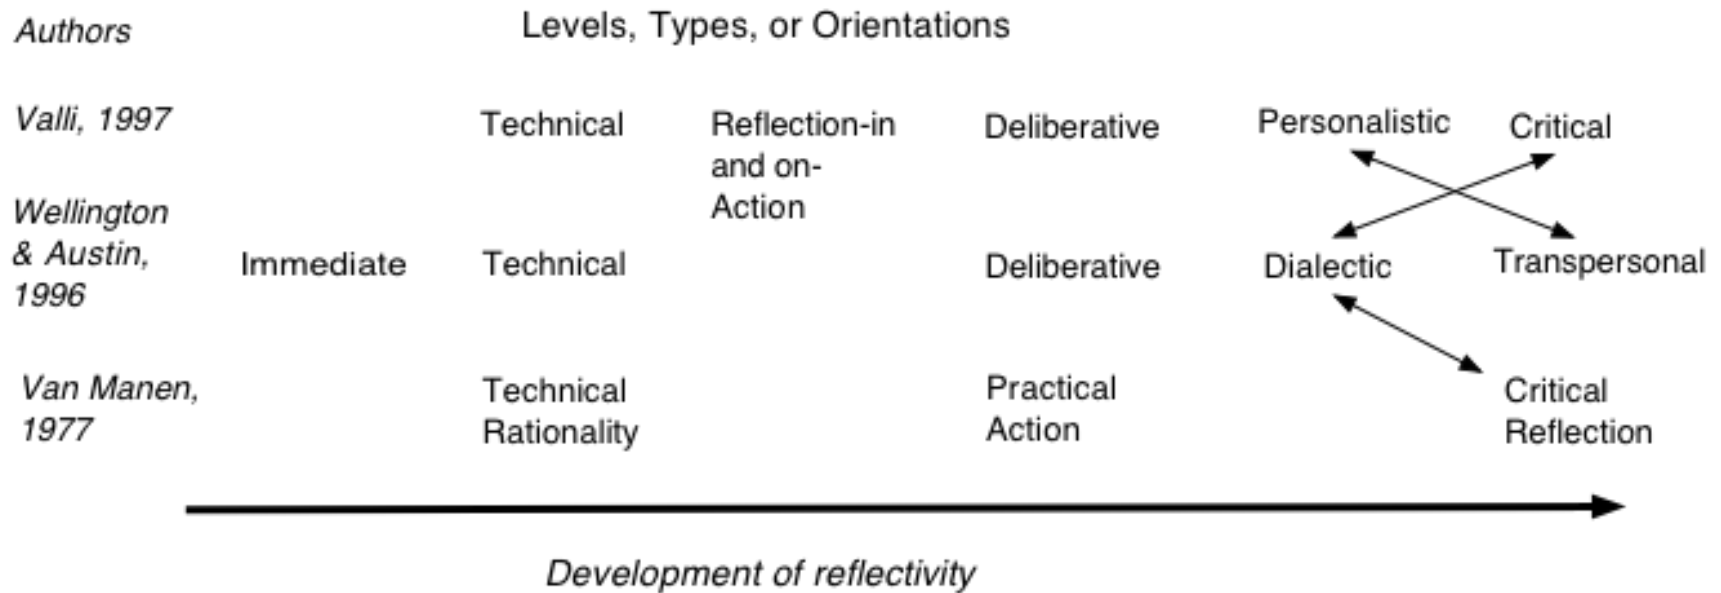 Authors
Levels, Types, or Orientations
Valli, 1997
Technical
Reflection-in
and on-
Action
Deliberative
Personalistic
Critical
Wellington
& Austin,
1996
Immediate
Technical
Deliberative
Dialectic
Transpersonal
Van Manen,
1977
Technical
Rationality
Practical
Action
Critical
Reflection
Development of reflectivity